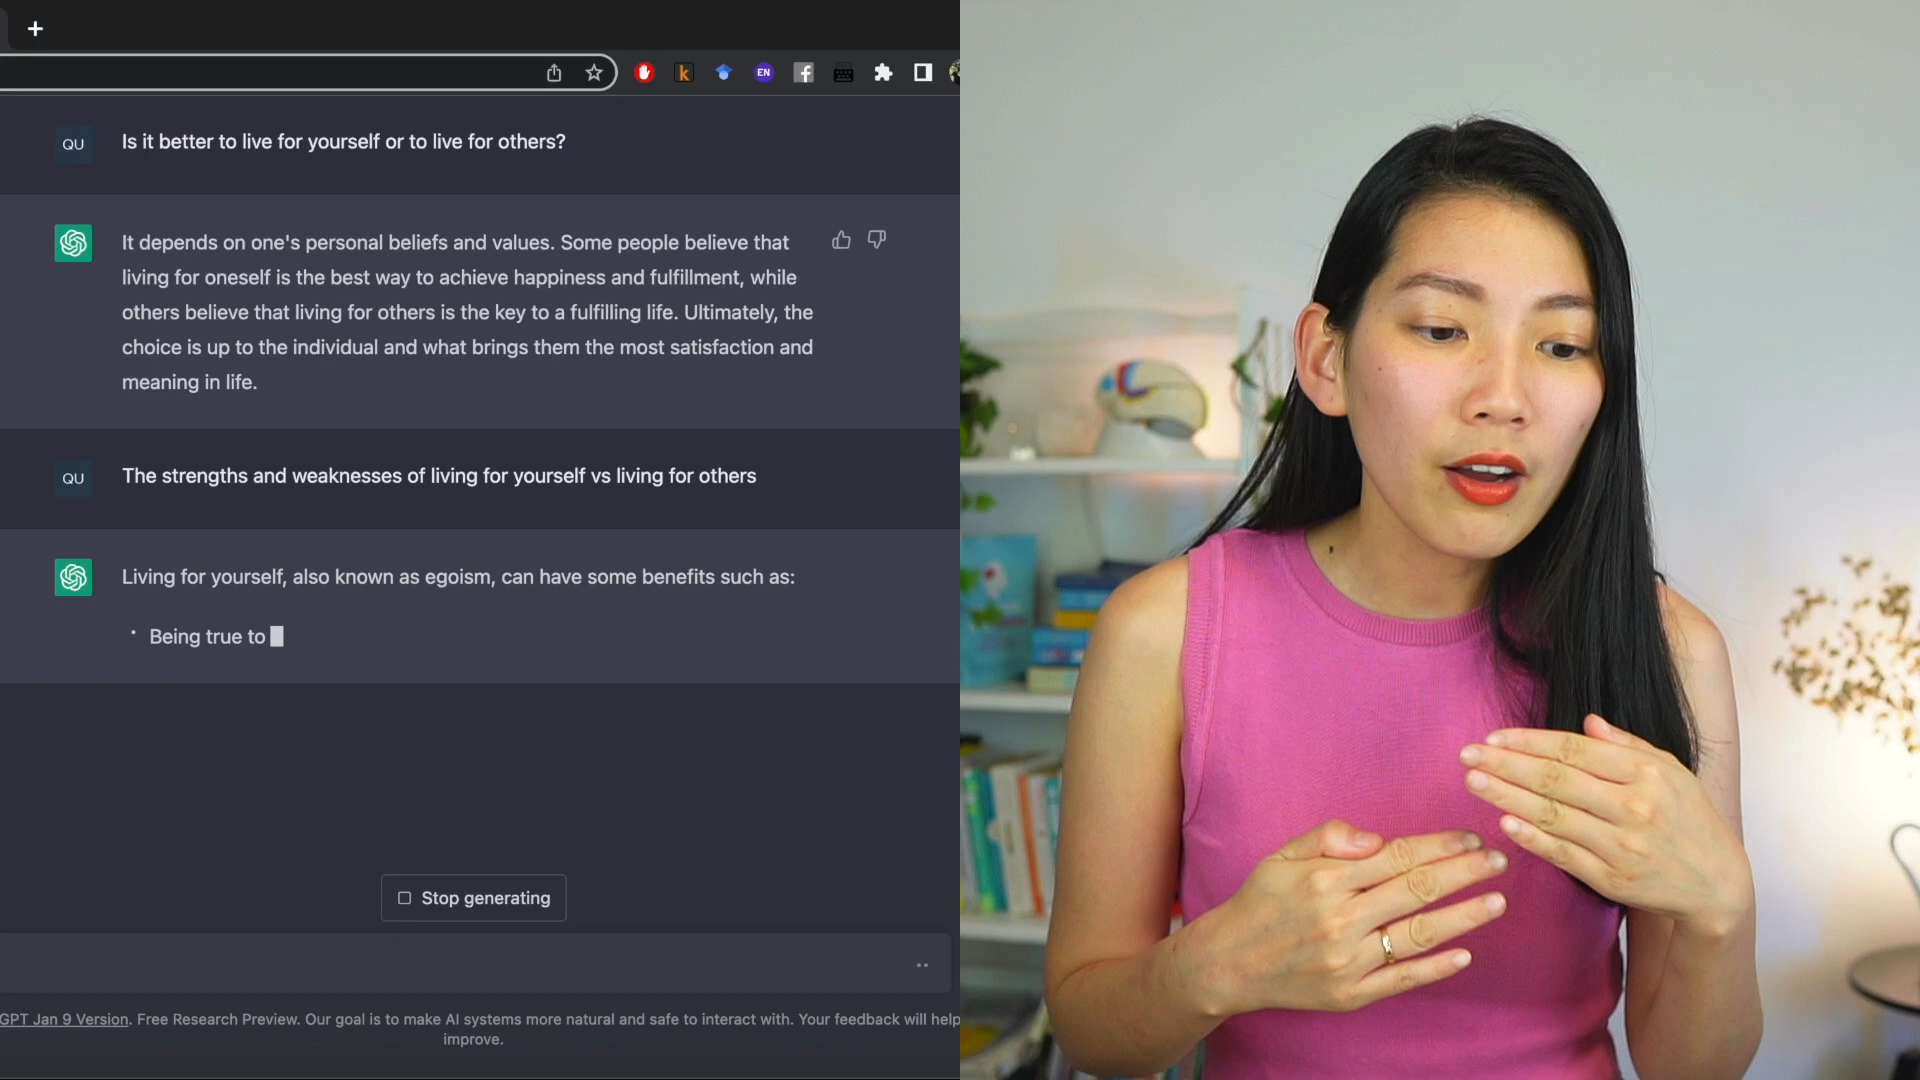 +
k
EN
f
QU
Is it better to live for yourself or to live for others?
It depends on one's personal beliefs and values. Some people believe that
living for oneself is the best way to achieve happiness and fulfillment, while
others believe that living for others is the key to a fulfilling life. Ultimately, the
choice is up to the individual and what brings them the most satisfaction and
meaning in life.
QU
The strengths and weaknesses of living for yourself vs living for others
Living for yourself, also known as egoism, can have some benefits such as:
• Being true to
Stop generating
GPT Jan 9 Version. Free Research Preview. Our goal is to make AI systems more natural and safe to interact with. Your feedback will help
improve.